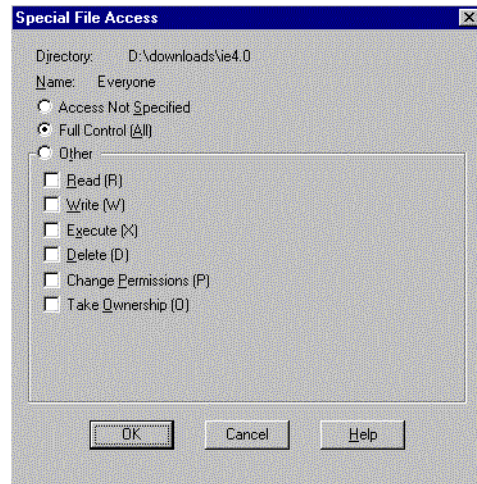 Special File Access
Directory: D:\downloads\ie4.0
Name: Everyone
Access Not Specified
Full Control (All)
Other
Read (R)
Write (W)
Execute (X)
Delete (D)
Change Permissions (P)
Take Ownership (O)
OK Cancel Help